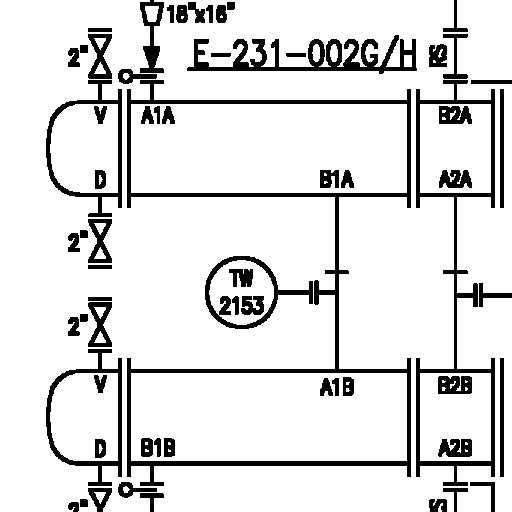 18"x16"
E-231-002G/H
2"
V
A1A
B2A
D
B1A
A2A
2"
TW
2153
2"
V
A1B
B2B
D
B1B
A2B
2"